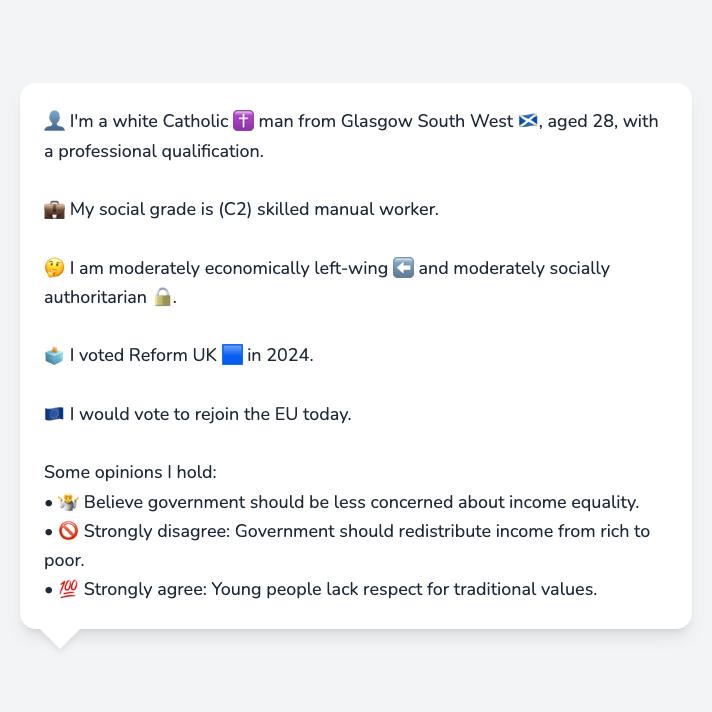 👤 I'm a white Catholic ✝️ man from Glasgow South West 🏴󠁧󠁢󠁳󠁣󠁴󠁿, aged 28, with
a professional qualification.
💼 My social grade is (C2) skilled manual worker.
🤔 I am moderately economically left-wing ⬅️ and moderately socially
authoritarian 🔒.
🗳️ I voted Reform UK 🟦 in 2024.
🇪🇺 I would vote to rejoin the EU today.
Some opinions I hold:
• 🤷 Believe government should be less concerned about income equality.
• 🚫 Strongly disagree: Government should redistribute income from rich to
poor.
• 💯 Strongly agree: Young people lack respect for traditional values.